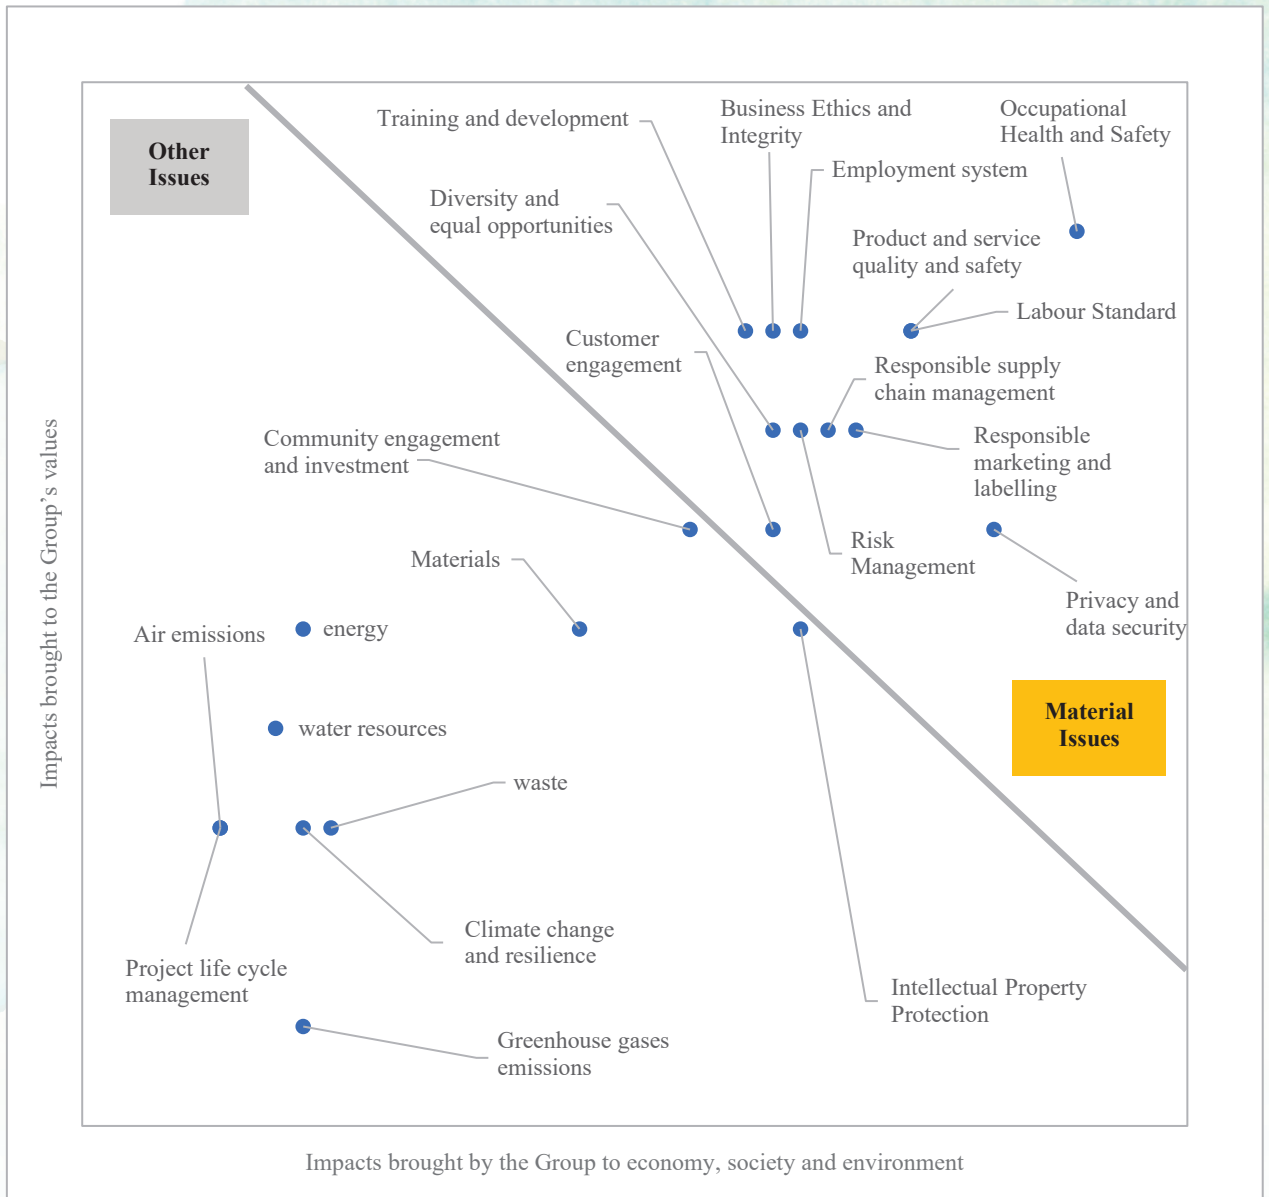 Other
Issues
Training and development
Business Ethics and
Integrity
Occupational
Health and Safety
Employment system
Diversity and
equal opportunities
Product and service
quality and safety
Labour Standard
Customer
engagement
Responsible supply
chain management
Community engagement
and investment
Responsible
marketing and
labelling
Risk
Management
Materials
Privacy and
data security
Air emissions
energy
Material
Issues
water resources
waste
Climate change
and resilience
Project life cycle
management
Intellectual Property
Protection
Greenhouse gases
emissions
Impacts brought to the Group's values
Impacts brought by the Group to economy, society and environment